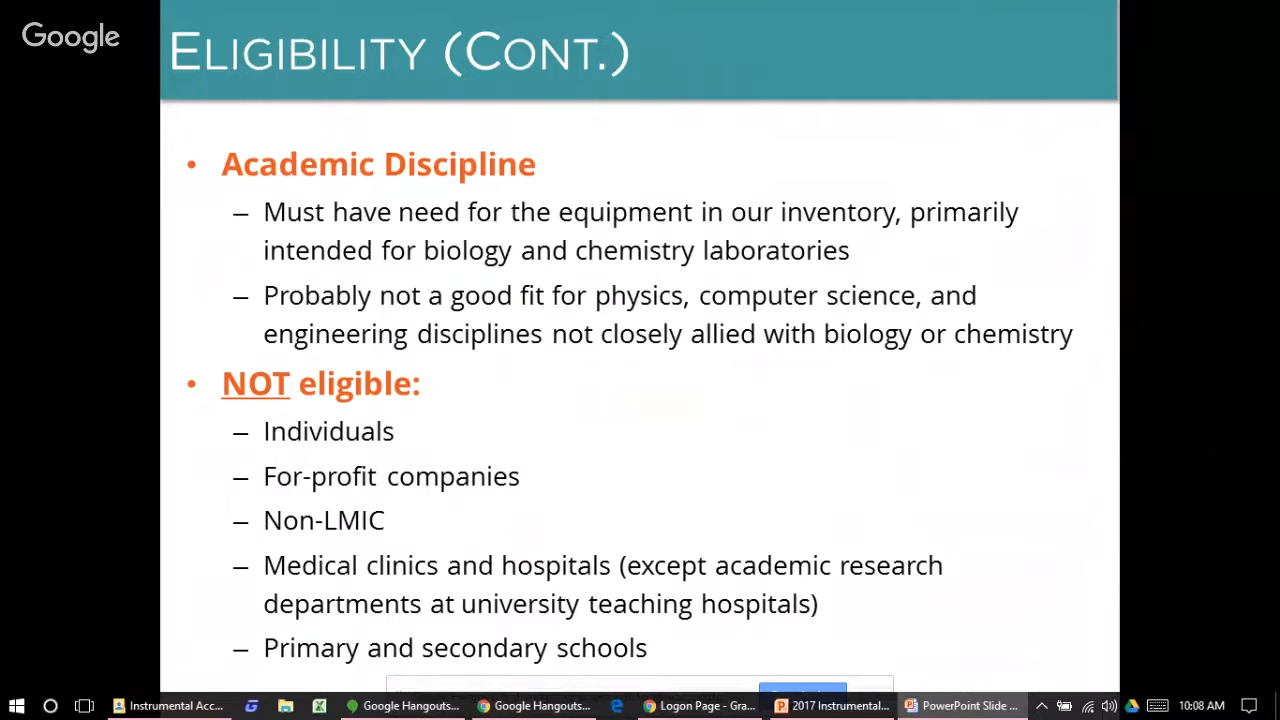 Google
ELIGIBILITY (CONT.)
• Academic Discipline
– Must have need for the equipment in our inventory, primarily
intended for biology and chemistry laboratories
– Probably not a good fit for physics, computer science, and
engineering disciplines not closely allied with biology or chemistry
• NOT eligible:
– Individuals
– For-profit companies
– Non-LMIC
– Medical clinics and hospitals (except academic research
departments at university teaching hospitals)
– Primary and secondary schools
Instrumental Acc... Google Hangouts... Google Hangouts... Logon Page - Gra... 2017 Instrumental... PowerPoint Slide ... 10:08 AM